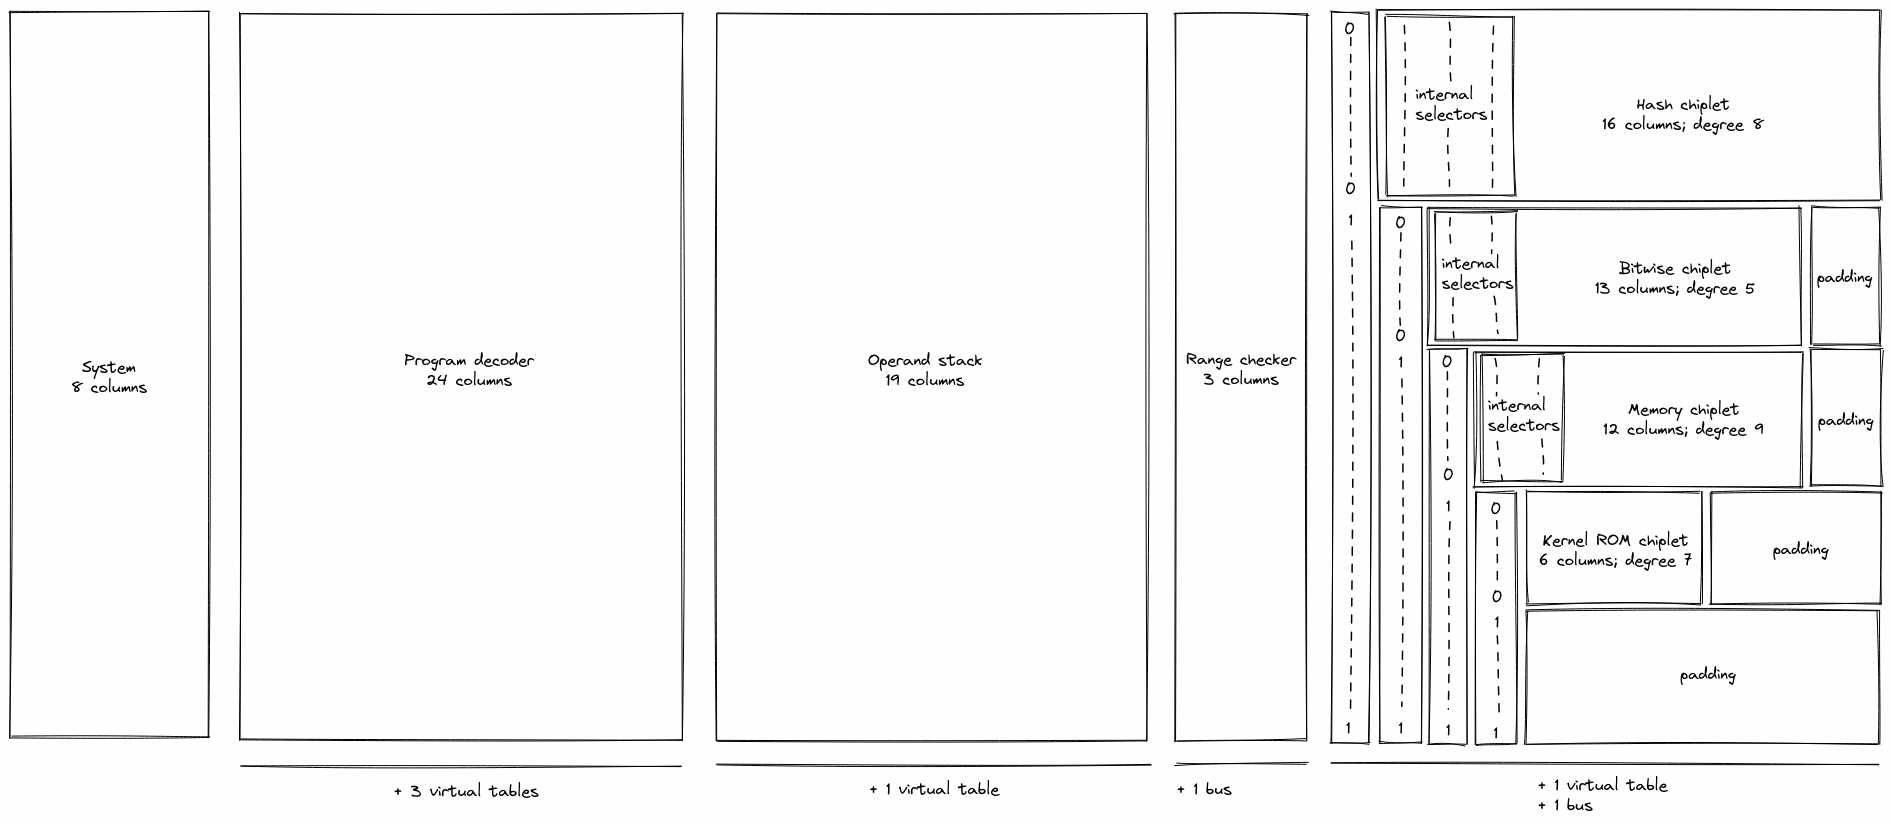 System
8 columns
Program decoder
24 columns
+ 3 virtual tables
Operand stack
19 columns
+ 1 virtual table
Range checker
3 columns
+ 1 bus
0
0
1
1
internal
selectors
Hash chiplet
16 columns; degree 8
0
0
1
1
internal
selectors
Bitwise chiplet
13 columns; degree 5
padding
0
0
1
1
internal
selectors
Memory chiplet
12 columns; degree 9
padding
0
0
1
1
Kernel ROM chiplet
6 columns; degree 7
padding
padding
+ 1 virtual table
+ 1 bus